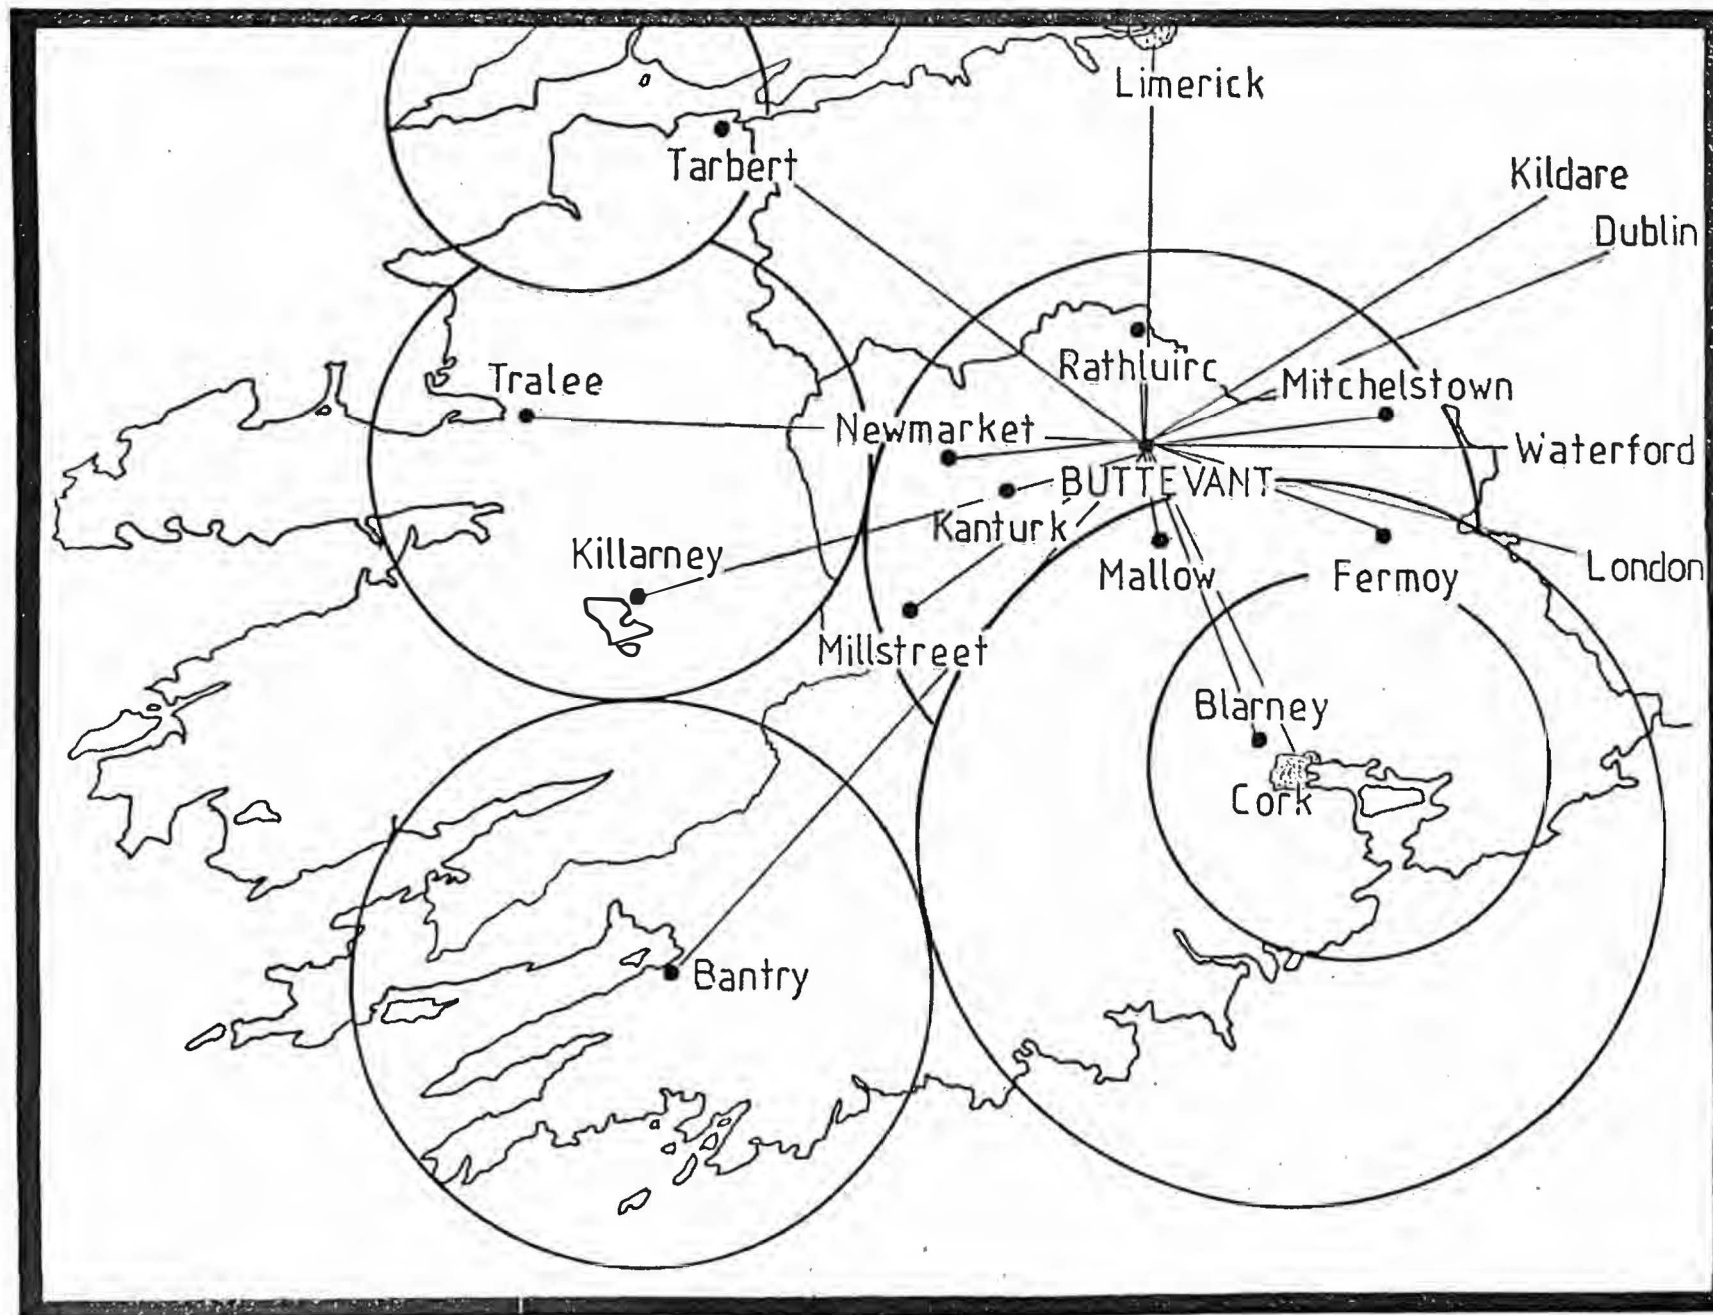 Limerick
Tarbert
Kildare
Dublin
Rathluirc
Tralee
Mitchelstown
Newmarket
Waterford
BUTTEVANT
Kanturk
Killarney
Mallow
Fermoy
London
Millstreet
Blarney
Cork
Bantry